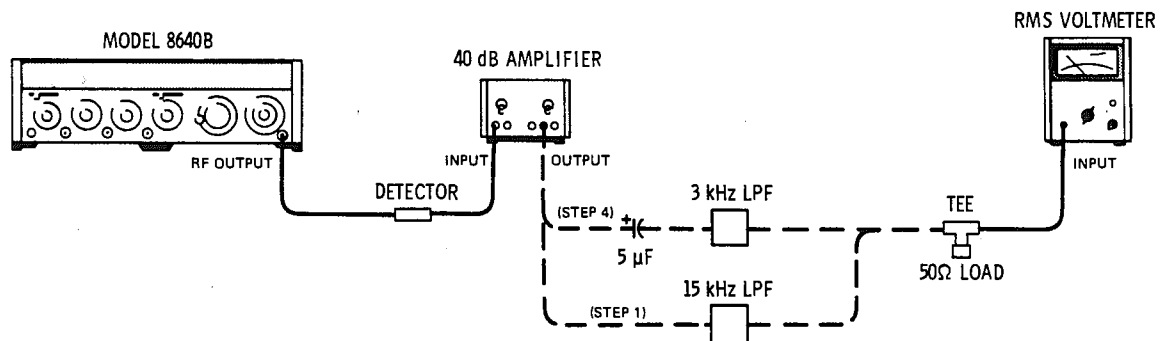 RMS VOLTMETER
MODEL 8640B
40 dB AMPLIFIER
RF OUTPUT
INPUT
OUTPUT
INPUT
DETECTOR
(STEP 4)
3 kHz LPF
TEE
+
5 µF
50Ω LOAD
15 kHz LPF
(STEP 1)